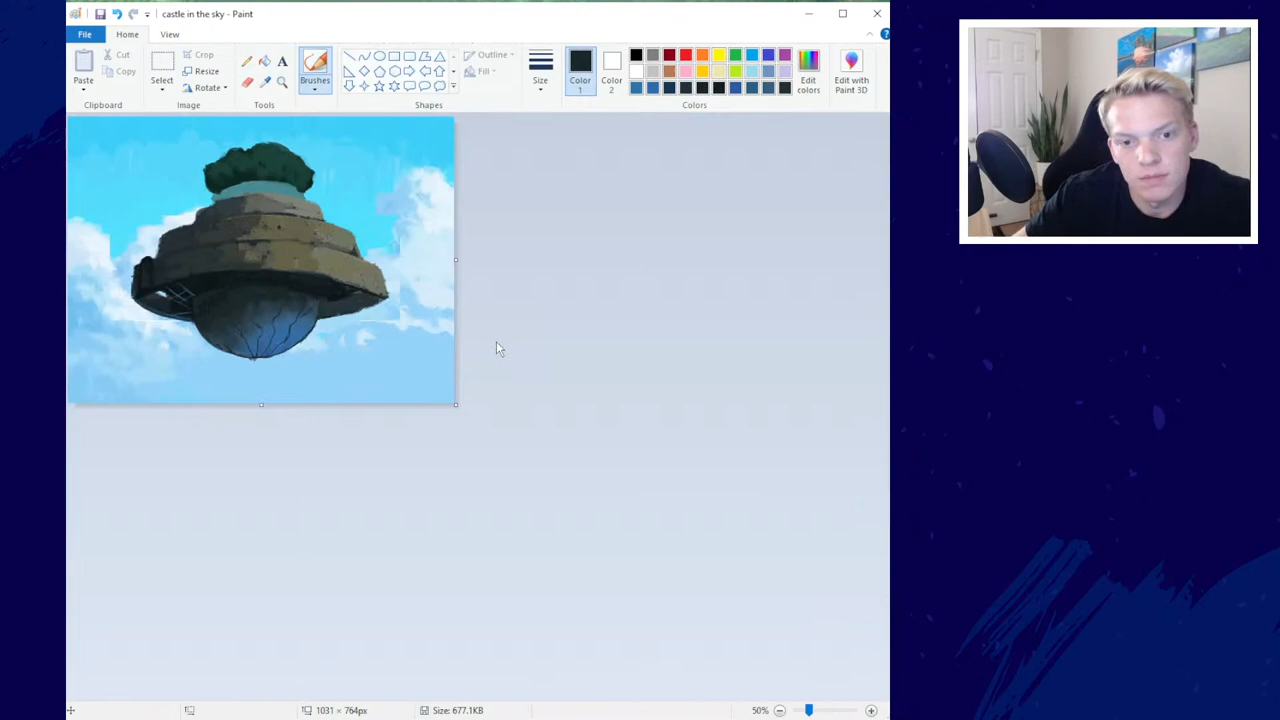 castle in the sky - Paint
File Home View
Paste
Cut
Copy
Clipboard
Select
Crop
Resize
Rotate
Image
A
Tools
Brushes
Outline
Fill
Shapes
Size
Color 1
Color 2
Edit colors
Edit with Paint 3D
Colors
1031 × 764px
Size: 677.1KB
50%